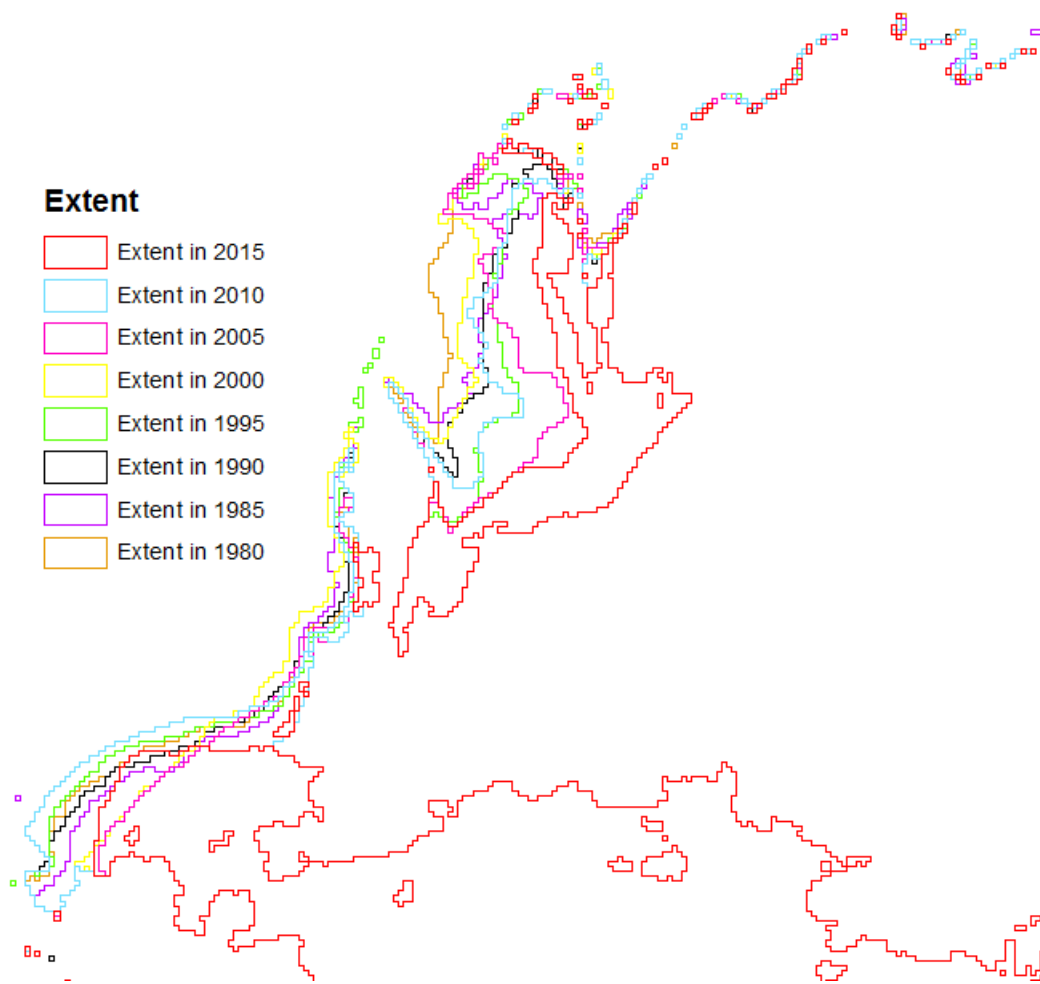 Extent
Extent in 2015
Extent in 2010
Extent in 2005
Extent in 2000
Extent in 1995
Extent in 1990
Extent in 1985
Extent in 1980